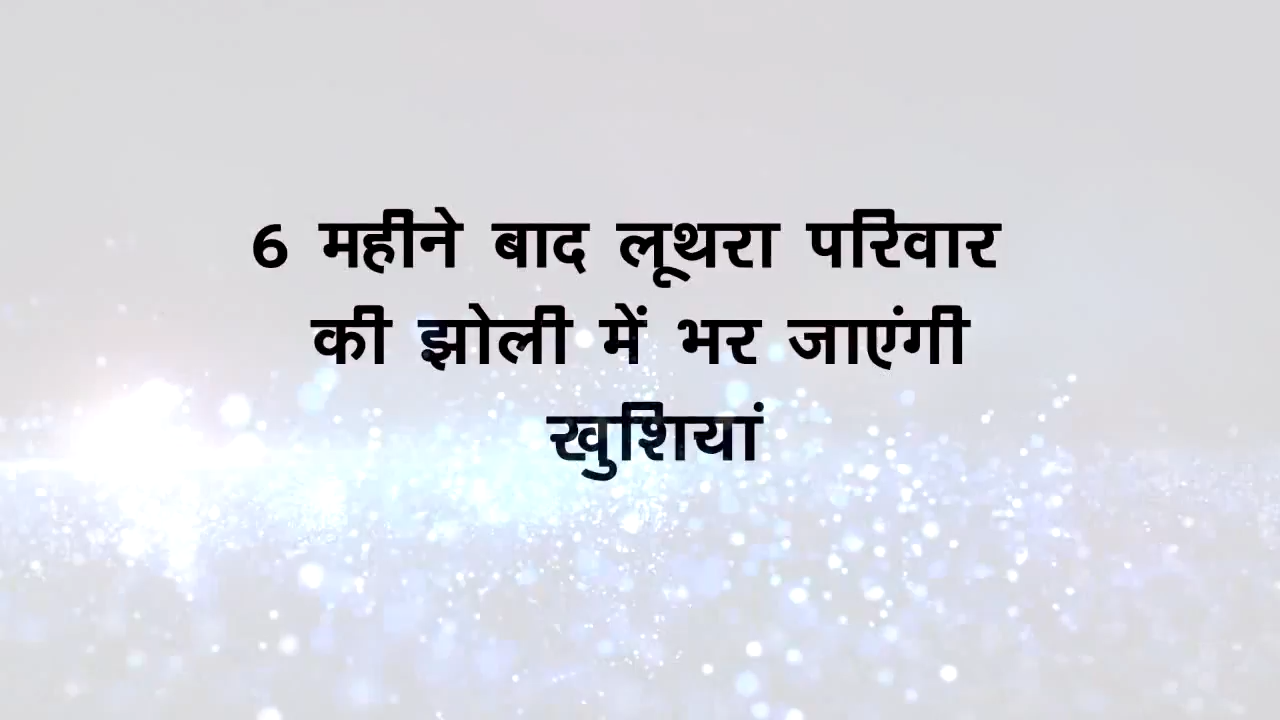 6 महीने बाद लूथरा परिवार
की झोली में भर जाएंगी
खुशियां